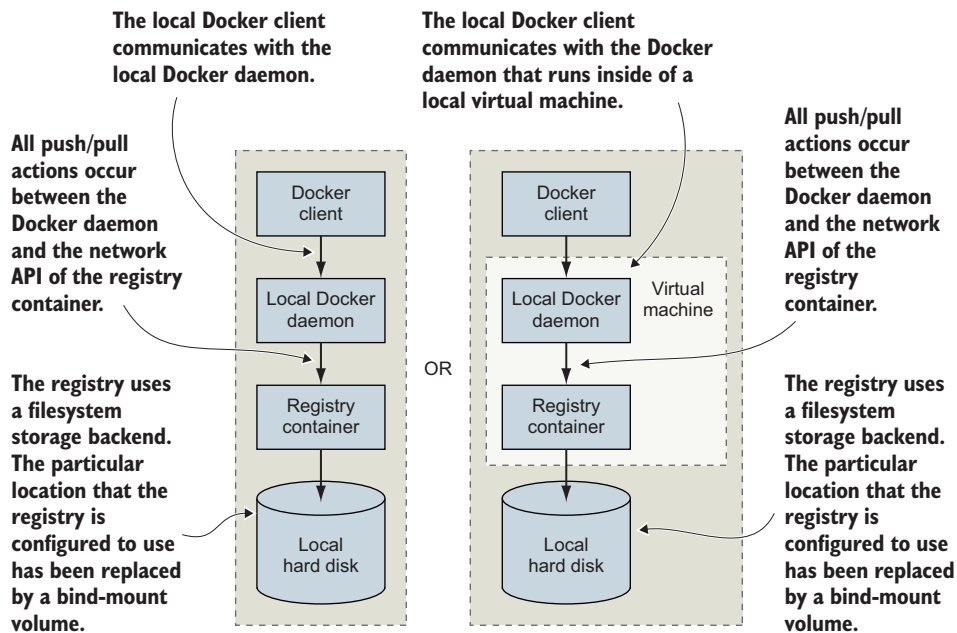 The local Docker client
communicates with the
local Docker daemon.
The local Docker client
communicates with the Docker
daemon that runs inside of a
local virtual machine.
All push/pull
actions occur
between the
Docker daemon
and the network
API of the registry
container.
The registry uses
a filesystem
storage backend.
The particular
location that the
registry is
configured to use
has been replaced
by a bind-mount
volume.
Docker
client
Local Docker
daemon
Registry
container
Local
hard disk
OR
Docker
client
Virtual
machine
Local Docker
daemon
Registry
container
Local
hard disk
All push/pull
actions occur
between the
Docker daemon
and the network
API of the
registry
container.
The registry uses
a filesystem
storage backend.
The particular
location that the
registry is
configured to use
has been replaced
by a bind-mount
volume.